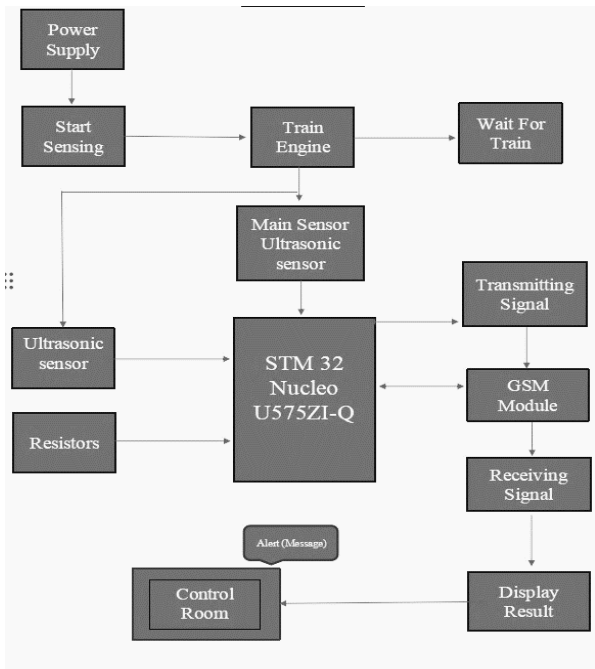 Power
Supply
Start
Sensing
Train
Engine
Wait For
Train
Main Sensor
Ultrasonic
sensor
Transmitting
Signal
Ultrasonic
sensor
STM 32
Nucleo
U575ZI-Q
GSM
Module
Resistors
Receiving
Signal
Alert (Message)
Control
Room
Display
Result